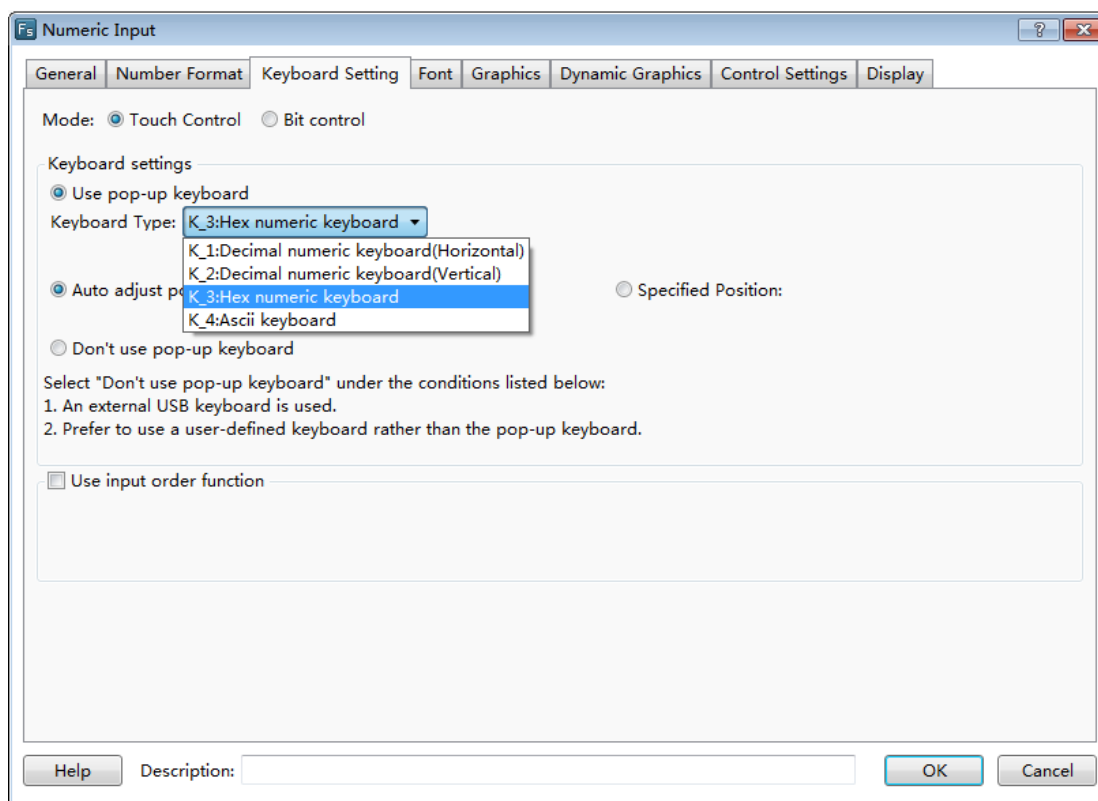 Fs Numeric Input
General Number Format Keyboard Setting Font Graphics Dynamic Graphics Control Settings Display
Mode: Touch Control Bit control
Keyboard settings
Use pop-up keyboard
Keyboard Type: K_3:Hex numeric keyboard
K_1:Decimal numeric keyboard(Horizontal)
K_2:Decimal numeric keyboard(Vertical)
Auto adjust K_3:Hex numeric keyboard Specified Position:
K_4:Ascii keyboard
Don't use pop-up keyboard
Select "Don't use pop-up keyboard" under the conditions listed below:
1. An external USB keyboard is used.
2. Prefer to use a user-defined keyboard rather than the pop-up keyboard.
Use input order function
Help Description: OK Cancel